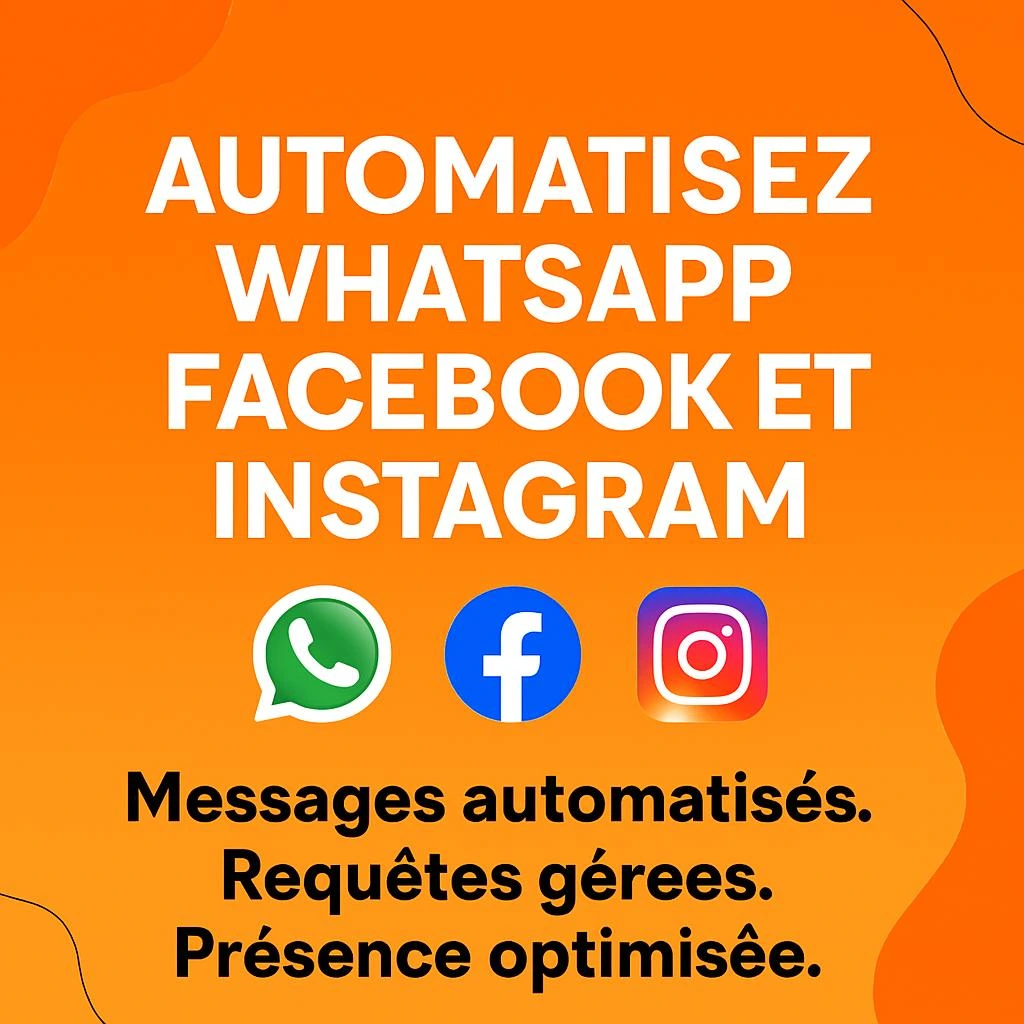 AUTOMATISEZ
WHATSAPP
FACEBOOK ET
INSTAGRAM
Messages automatisés.
Requêtes gérees.
Présence optimisêe.